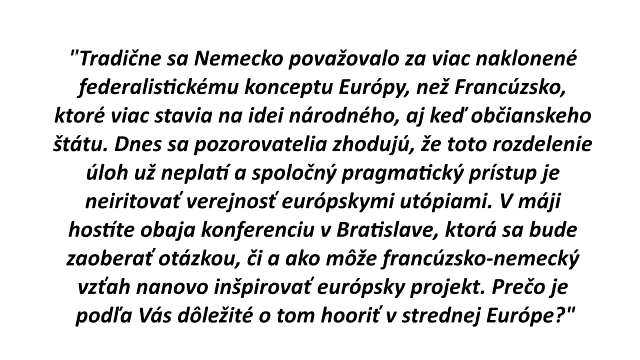 "Tradične sa Nemecko považovalo za viac naklonené
federalistickému konceptu Európy, než Francúzsko,
ktoré viac stavia na idei národného, aj keď občianskeho
štátu. Dnes sa pozorovatelia zhodujú, že toto rozdelenie
úloh už neplatí a spoločný pragmatický prístup je
neiritovať verejnosť európskymi utópiami. V máji
hostíte obaja konferenciu v Bratislave, ktorá sa bude
zaoberať otázkou, či a ako môže francúzsko-nemecký
vzťah nanovo inšpirovať európsky projekt. Prečo je
podľa Vás dôležité o tom hooriť v strednej Európe?"